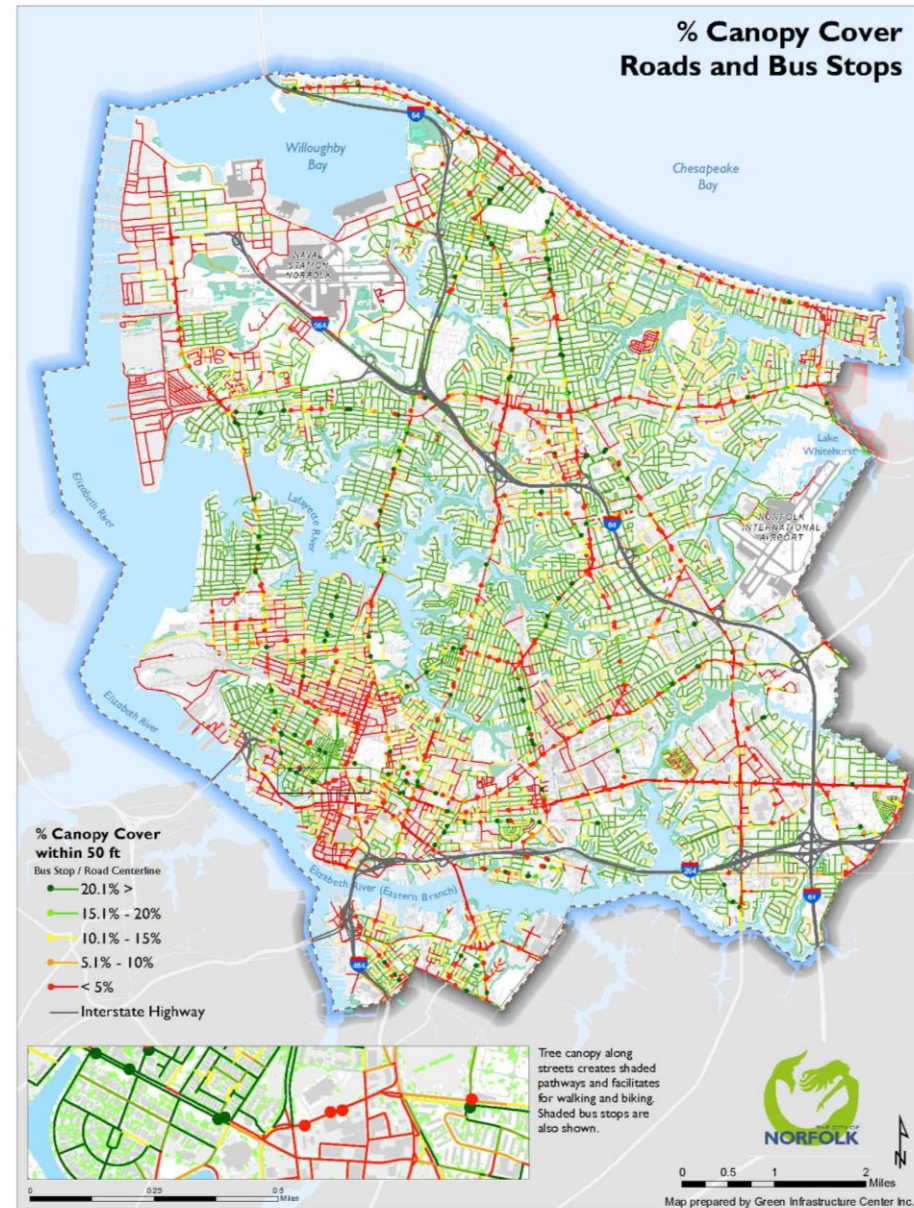 % Canopy Cover
Roads and Bus Stops
64
Willoughby
Bay
Chesapeake
Bay
NAVAL
STATION
NORFOLK
564
Lake
Whitehurst
Elizabeth River
Lafayette River
64
NORFOLK
INTERNATIONAL
AIRPORT
Elizabeth River
% Canopy Cover
within 50 ft
Bus Stop / Road Centerline
20.1% >
15.1% - 20%
10.1% - 15%
5.1% - 10%
< 5%
Interstate Highway
Elizabeth River (Eastern Branch)
264
64
464
Tree canopy along
streets creates shaded
pathways and facilitates
for walking and biking.
Shaded bus stops are
also shown.
THE CITY OF
NORFOLK
N
0 0.25 0.5
Miles
0 0.5 1 2
Miles
Map prepared by Green Infrastructure Center Inc.